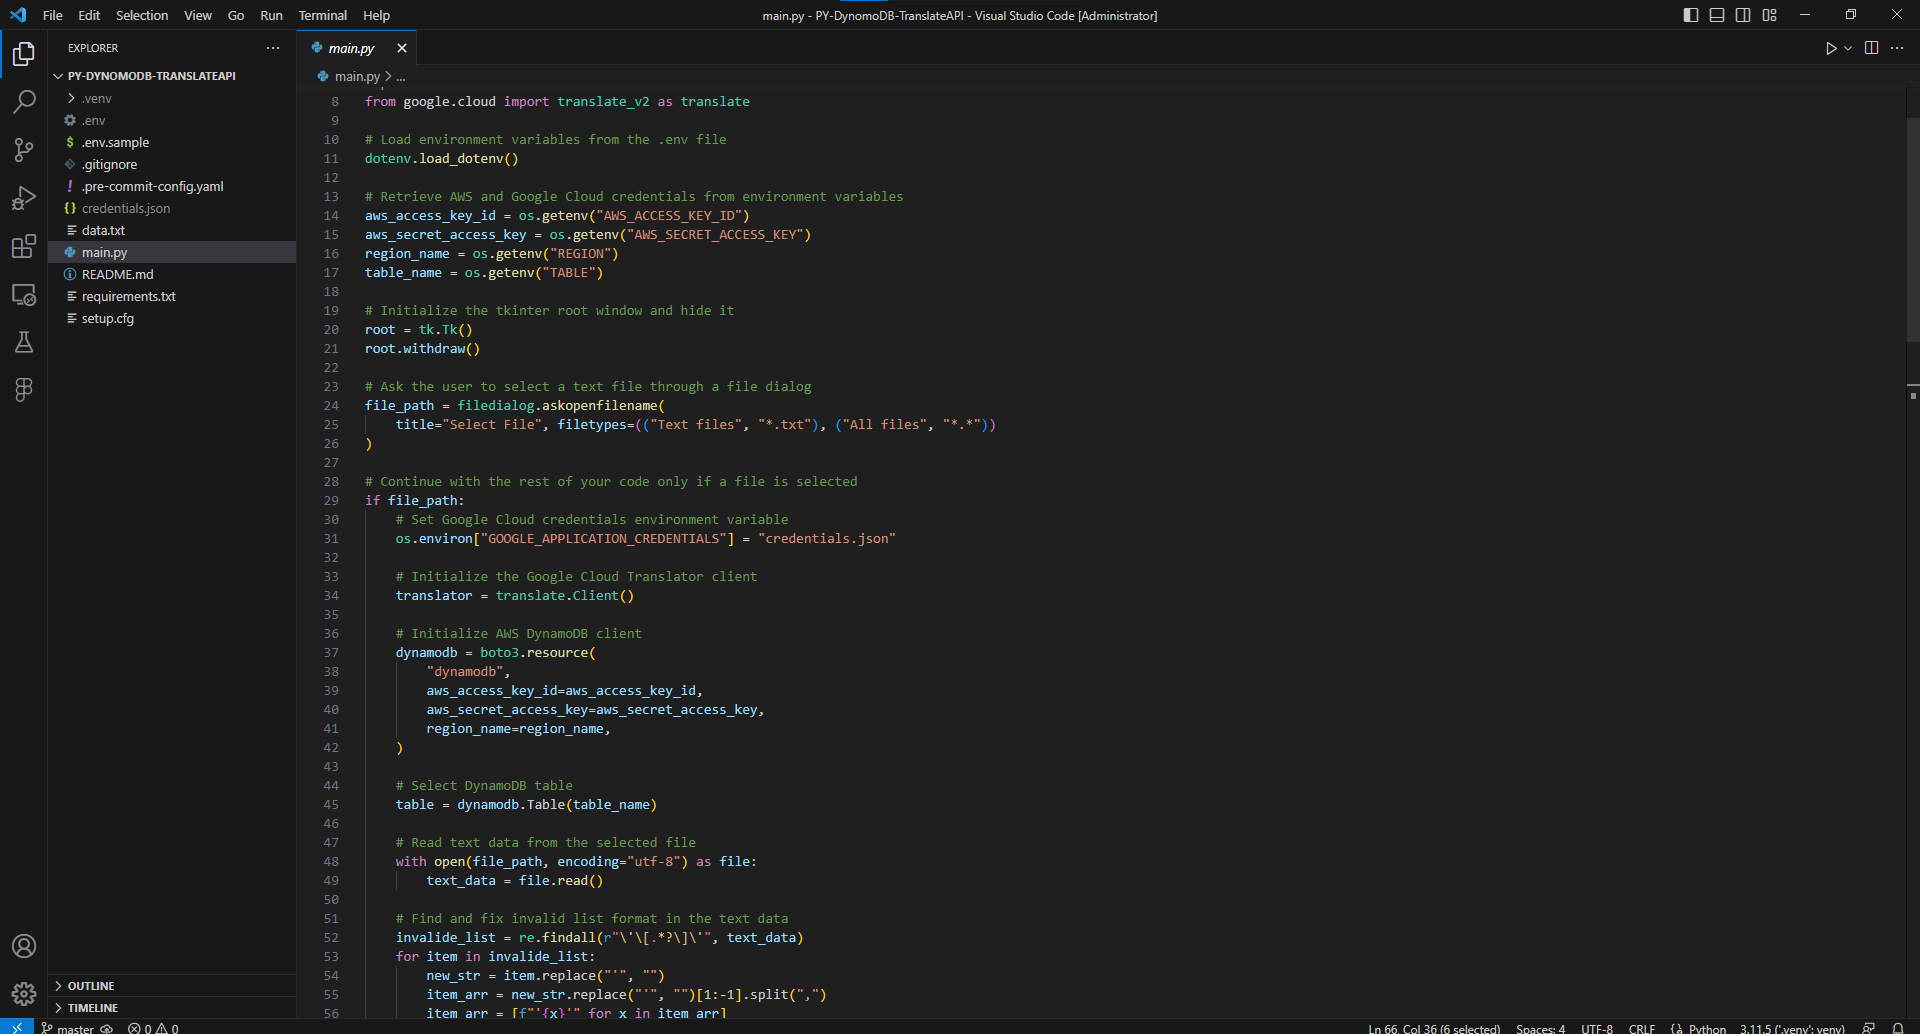 File Edit Selection View Go Run Terminal Help
main.py - PY-DynomoDB-TranslateAPI - Visual Studio Code [Administrator]
EXPLORER
PY-DYNOMODB-TRANSLATEAPI
.venv
.env
.env.sample
.gitignore
.pre-commit-config.yaml
credentials.json
data.txt
main.py
README.md
requirements.txt
setup.cfg
OUTLINE
TIMELINE
main.py
main.py > ...
8 from google.cloud import translate_v2 as translate
9
10 # Load environment variables from the .env file
11 dotenv.load_dotenv()
12
13 # Retrieve AWS and Google Cloud credentials from environment variables
14 aws_access_key_id = os.getenv("AWS_ACCESS_KEY_ID")
15 aws_secret_access_key = os.getenv("AWS_SECRET_ACCESS_KEY")
16 region_name = os.getenv("REGION")
17 table_name = os.getenv("TABLE")
18
19 # Initialize the tkinter root window and hide it
20 root = tk.Tk()
21 root.withdraw()
22
23 # Ask the user to select a text file through a file dialog
24 file_path = filedialog.askopenfilename(
25     title="Select File", filetypes=(("Text files", "*.txt"), ("All files", "*.*"))
26 )
27
28 # Continue with the rest of your code only if a file is selected
29 if file_path:
30     # Set Google Cloud credentials environment variable
31     os.environ["GOOGLE_APPLICATION_CREDENTIALS"] = "credentials.json"
32
33     # Initialize the Google Cloud Translator client
34     translator = translate.Client()
35
36     # Initialize AWS DynamoDB client
37     dynamodb = boto3.resource(
38         "dynamodb",
39         aws_access_key_id=aws_access_key_id,
40         aws_secret_access_key=aws_secret_access_key,
41         region_name=region_name,
42     )
43
44     # Select DynamoDB table
45     table = dynamodb.Table(table_name)
46
47     # Read text data from the selected file
48     with open(file_path, encoding="utf-8") as file:
49         text_data = file.read()
50
51     # Find and fix invalid list format in the text data
52     invalide_list = re.findall(r"\'\[.*?\]\'", text_data)
53     for item in invalide_list:
54         new_str = item.replace("'", "")
55         item_arr = new_str.replace("'", "")[1:-1].split(",")
56         item_arr = [f"'{x}'" for x in item_arr]
master 0 0
Ln 66, Col 36 (6 selected) Spaces: 4 UTF-8 CRLF Python 3.11.5 ('.venv': venv)